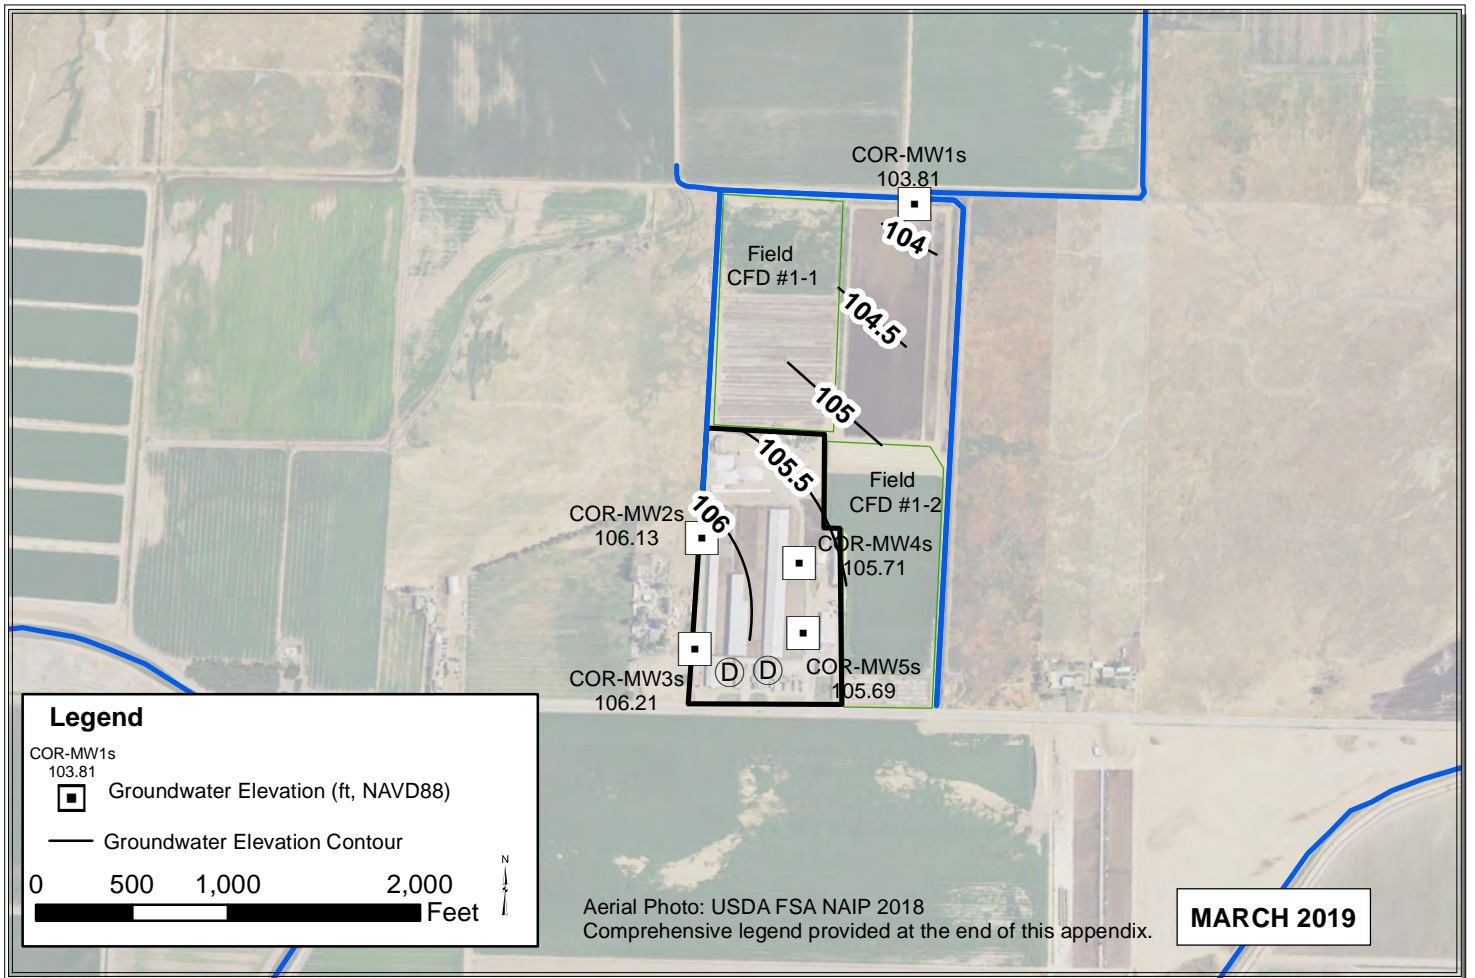 COR-MW1s
103.81
104
Field
CFD #1-1
104.5
105
105.5
Field
CFD #1-2
106
COR-MW2s
106.13
COR-MW4s
105.71
COR-MW3s
106.21
D D
COR-MW5s
105.69
Legend
COR-MW1s
103.81
Groundwater Elevation (ft, NAVD88)
Groundwater Elevation Contour
N
0 500 1,000 2,000
Feet
Aerial Photo: USDA FSA NAIP 2018
Comprehensive legend provided at the end of this appendix.
MARCH 2019